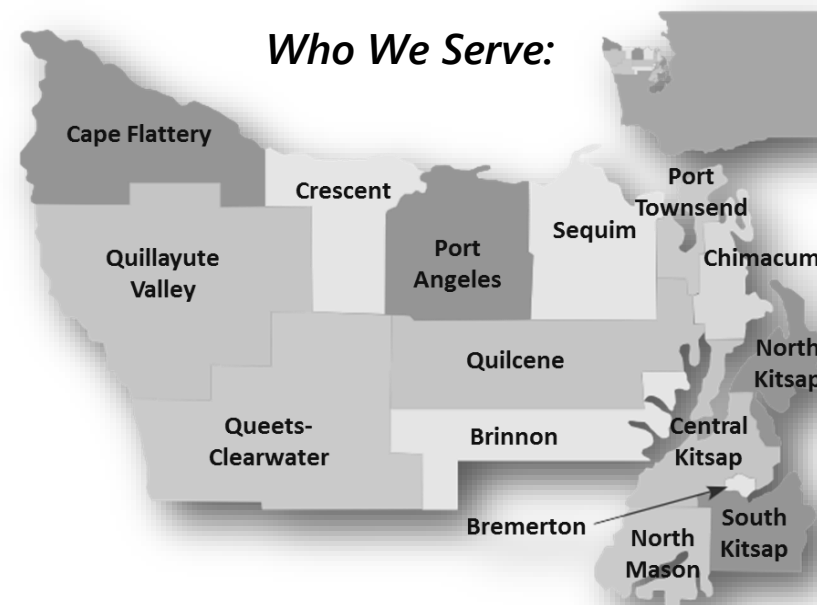 Who We Serve:
Cape Flattery
Crescent
Port
Townsend
Sequim
Port
Angeles
Quillayute
Valley
Chimacum
North
Kitsap
Quilcene
Queets-
Clearwater
Brinnon
Central
Kitsap
Bremerton
South
Kitsap
North
Mason